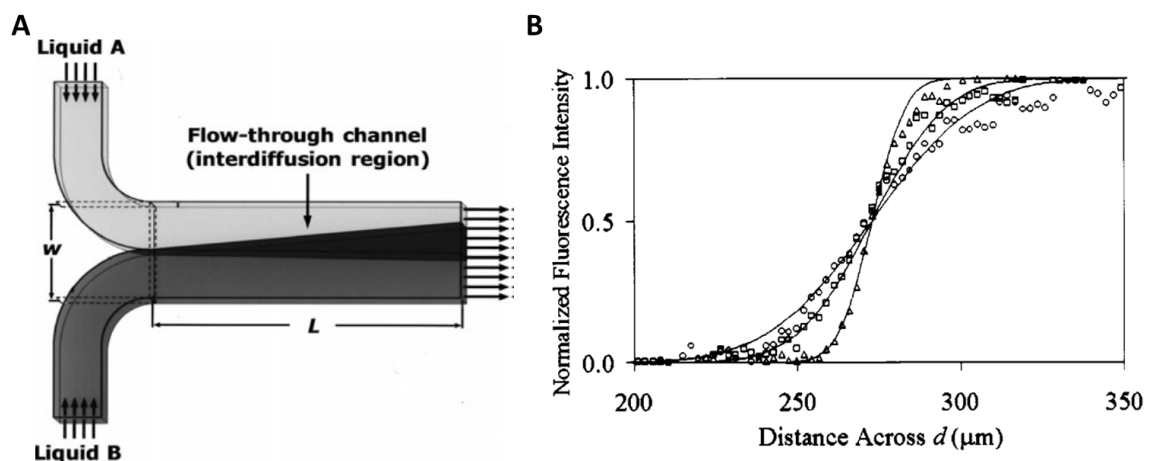 A
Liquid A
Flow-through channel
(interdiffusion region)
w
L
Liquid B
B
Normalized Fluorescence Intensity
1.0
0.5
0.0
200 250 300 350
Distance Across d (μm)